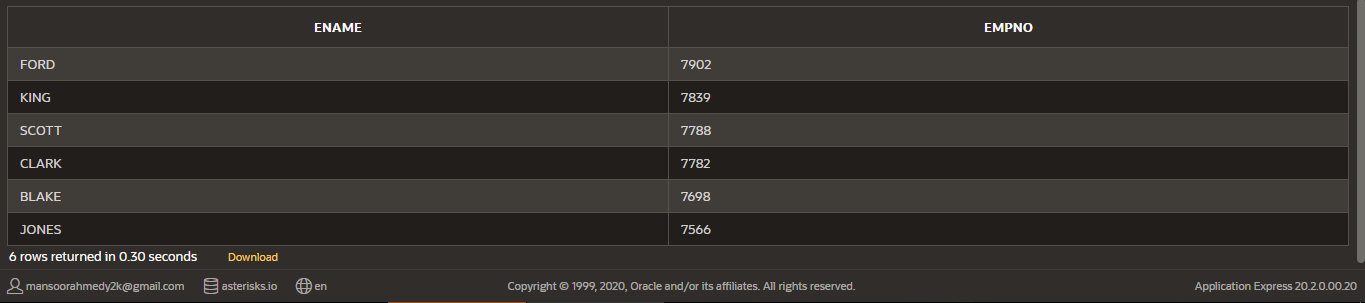 ENAME EMPNO
FORD 7902
KING 7839
SCOTT 7788
CLARK 7782
BLAKE 7698
JONES 7566
6 rows returned in 0.30 seconds Download
mansoorahmedy2k@gmail.com asterisks.io en Copyright © 1999, 2020, Oracle and/or its affiliates. All rights reserved. Application Express 20.2.0.00.20